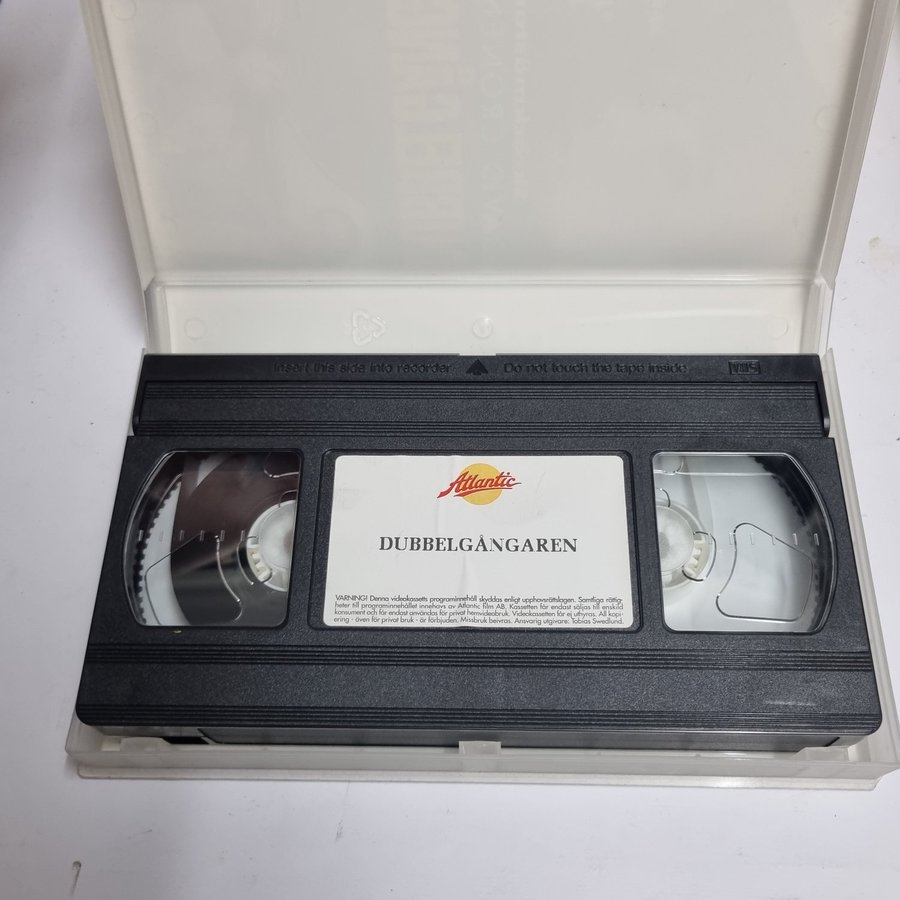 Insert this side into recorder Do not touch the tape inside VHS
Atlantic
DUBBELGÅNGAREN
VARNING! Denna videokassetts programinnehåll skyddas enligt upphovsrättslagen. Samtliga rättig
heter till programinnehållet innehavs av Atlantic film AB. Kassetten får endast säljas till enskild
konsument och får endast användas för privat hemvideobruk. Videokassetten får ej uthyras. All kopi-
ering - även för privat bruk - är förbjuden. Missbruk beivras. Ansvarig utgivare: Tobias Swedlund.